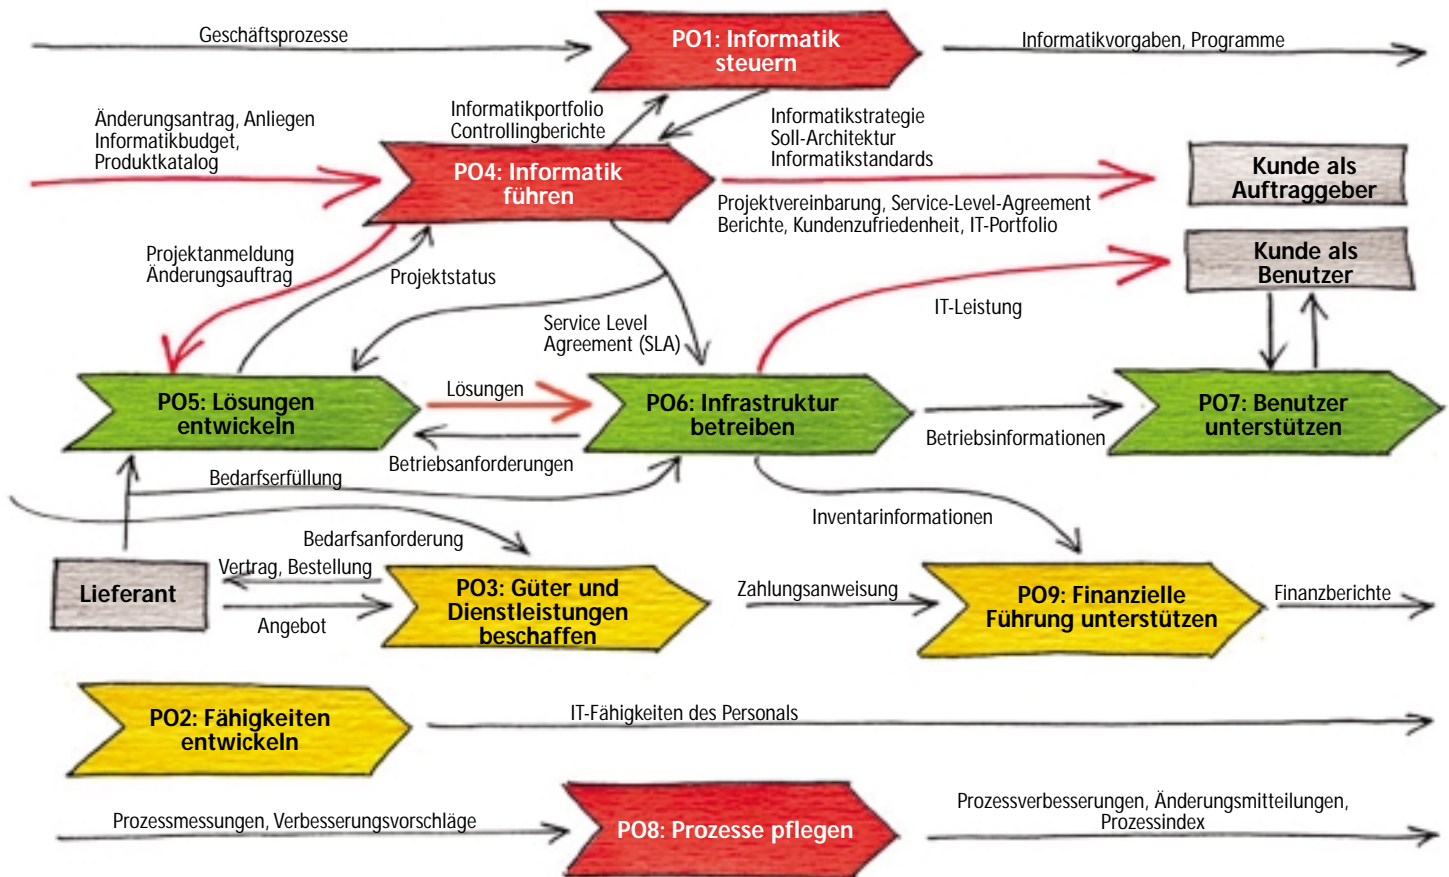 Geschäftsprozesse
PO1: Informatik
steuern
Informatikvorgaben, Programme
Änderungsantrag, Anliegen
Informatikbudget,
Produktkatalog
Informatikportfolio
Controllingberichte
Informatikstrategie
Soll-Architektur
Informatikstandards
PO4: Informatik
führen
Kunde als
Auftraggeber
Projektvereinbarung, Service-Level-Agreement
Berichte, Kundenzufriedenheit, IT-Portfolio
Kunde als
Benutzer
Projektanmeldung
Änderungsauftrag
Projektstatus
Service Level
Agreement (SLA)
IT-Leistung
PO5: Lösungen
entwickeln
Lösungen
PO6: Infrastruktur
betreiben
PO7: Benutzer
unterstützen
Betriebsanforderungen
Betriebsinformationen
Bedarfserfüllung
Inventarinformationen
Bedarfsanforderung
Lieferant
Vertrag, Bestellung
Angebot
PO3: Güter und
Dienstleistungen
beschaffen
Zahlungsanweisung
PO9: Finanzielle
Führung unterstützen
Finanzberichte
PO2: Fähigkeiten
entwickeln
IT-Fähigkeiten des Personals
Prozessmessungen, Verbesserungsvorschläge
PO8: Prozesse pflegen
Prozessverbesserungen, Änderungsmitteilungen,
Prozessindex